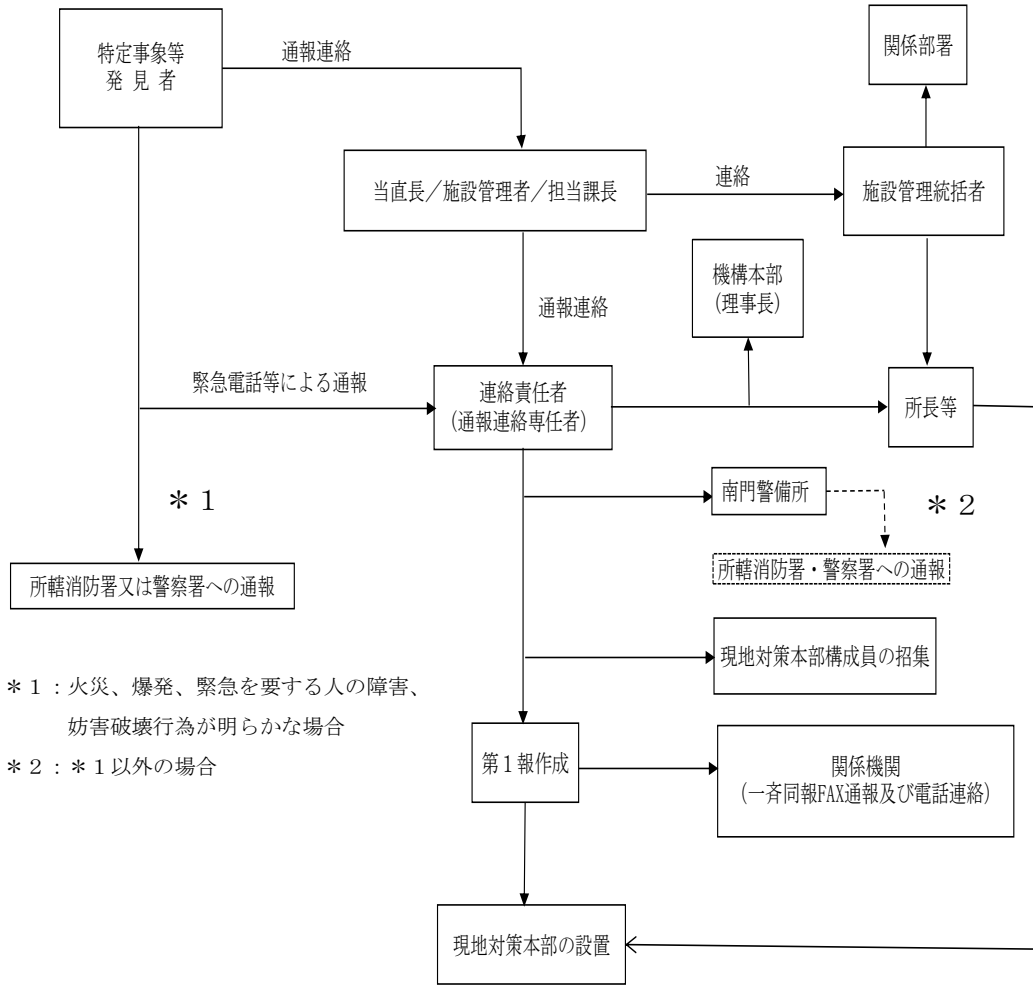 特定事象等
発見者
通報連絡
関係部署
当直長／施設管理者／担当課長
連絡
施設管理統括者
機構本部
(理事長)
通報連絡
緊急電話等による通報
連絡責任者
(通報連絡専任者)
所長等
＊１
南門警備所
＊２
所轄消防署・警察署への通報
所轄消防署又は警察署への通報
現地対策本部構成員の招集
＊１：火災、爆発、緊急を要する人の障害、
妨害破壊行為が明らかな場合
＊２：＊１以外の場合
第１報作成
関係機関
(一斉同報FAX通報及び電話連絡)
現地対策本部の設置